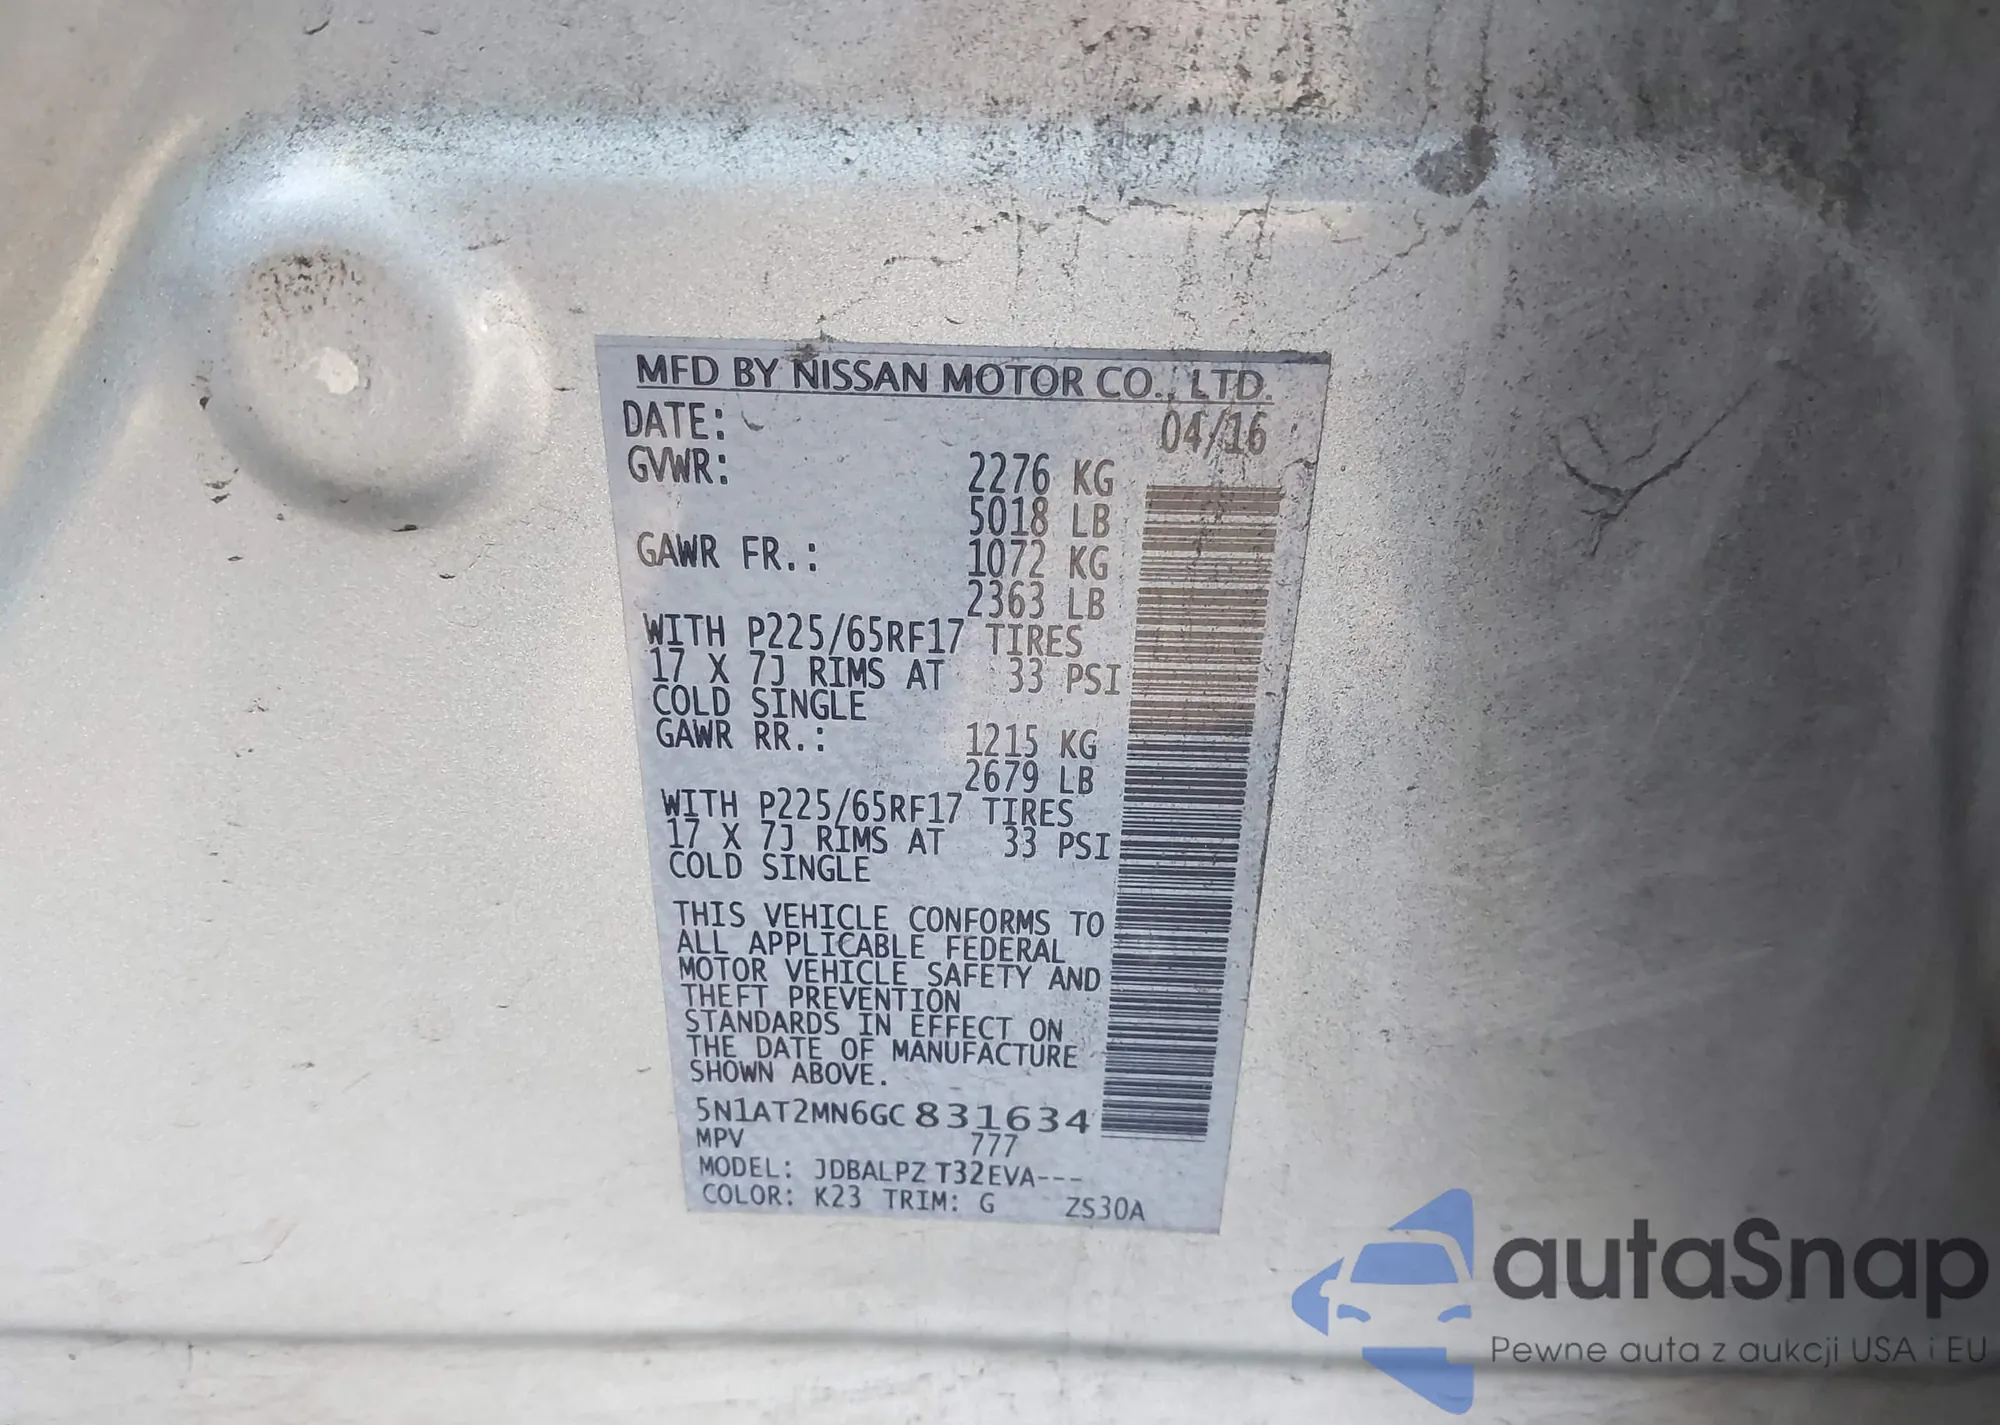 MFD BY NISSAN MOTOR CO., LTD.
DATE: 04/16
GVWR: 2276 KG
5018 LB
GAWR FR.: 1072 KG
2363 LB
WITH P225/65RF17 TIRES
17 X 7J RIMS AT 33 PSI
COLD SINGLE
GAWR RR.: 1215 KG
2679 LB
WITH P225/65RF17 TIRES
17 X 7J RIMS AT 33 PSI
COLD SINGLE
THIS VEHICLE CONFORMS TO
ALL APPLICABLE FEDERAL
MOTOR VEHICLE SAFETY AND
THEFT PREVENTION
STANDARDS IN EFFECT ON
THE DATE OF MANUFACTURE
SHOWN ABOVE.
5N1AT2MN6GC831634
MPV 777
MODEL: JDBALPZ T32EVA---
COLOR: K23 TRIM: G ZS30A
autaSnap
Pewne auta z aukcji USA i EU